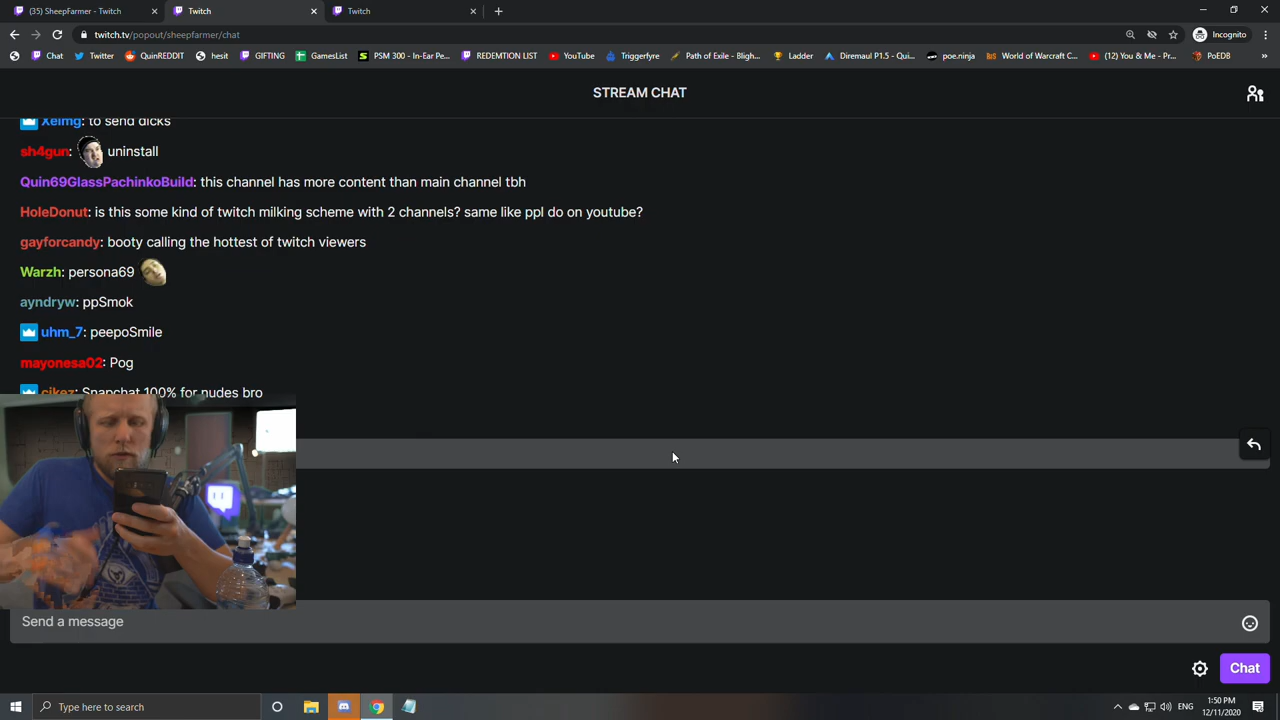 (35) SheepFarmer - Twitch
Twitch
Twitch
twitch.tv/popout/sheepfarmer/chat
Incognito
Chat
Twitter
QuinREDDIT
hesit
GIFTING
GamesList
PSM 300 - In-Ear Pe...
REDEMTION LIST
YouTube
Triggerfyre
Path of Exile - Bligh...
Ladder
Diremaul P1.5 - Qui...
poe.ninja
World of Warcraft C...
(12) You & Me - Pr...
PoEDB
STREAM CHAT
Xelmg: to send dicks
sh4gun: uninstall
Quin69GlassPachinkoBuild: this channel has more content than main channel tbh
HoleDonut: is this some kind of twitch milking scheme with 2 channels? same like ppl do on youtube?
gayforcandy: booty calling the hottest of twitch viewers
Warzh: persona69
ayndryw: ppSmok
uhm_7: peepoSmile
mayonesa02: Pog
cikez: Snapchat 100% for nudes bro
Send a message
Chat
Type here to search
ENG
1:50 PM
12/11/2020